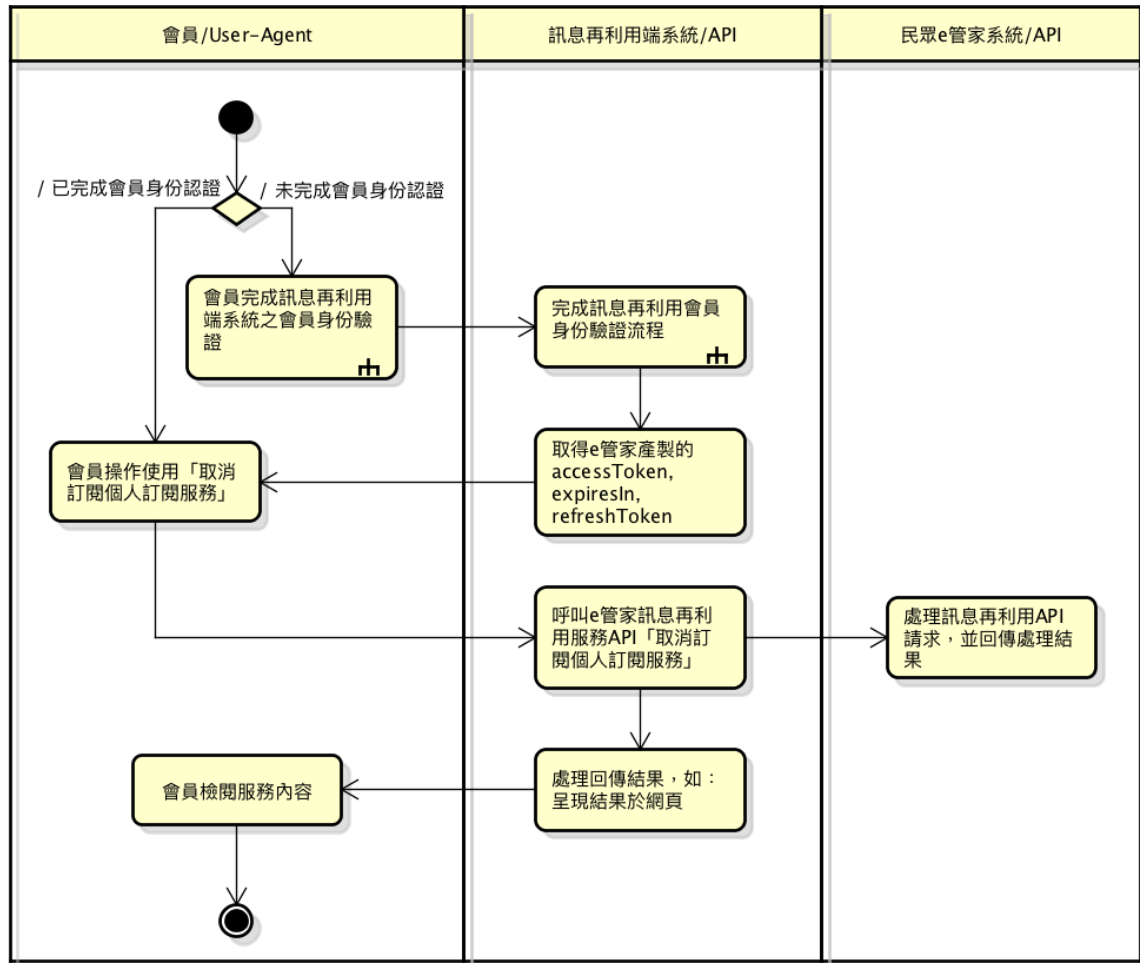 會員/User-Agent
訊息再利用端系統/API
民眾e管家系統/API
/ 已完成會員身份認證
/ 未完成會員身份認證
會員完成訊息再利用
端系統之會員身份驗
證
完成訊息再利用會員
身份驗證流程
取得e管家產製的
accessToken,
expiresIn,
refreshToken
會員操作使用「取消
訂閱個人訂閱服務」
呼叫e管家訊息再利
用服務API「取消訂
閱個人訂閱服務」
處理訊息再利用API
請求，並回傳處理結
果
處理回傳結果，如：
呈現結果於網頁
會員檢閱服務內容